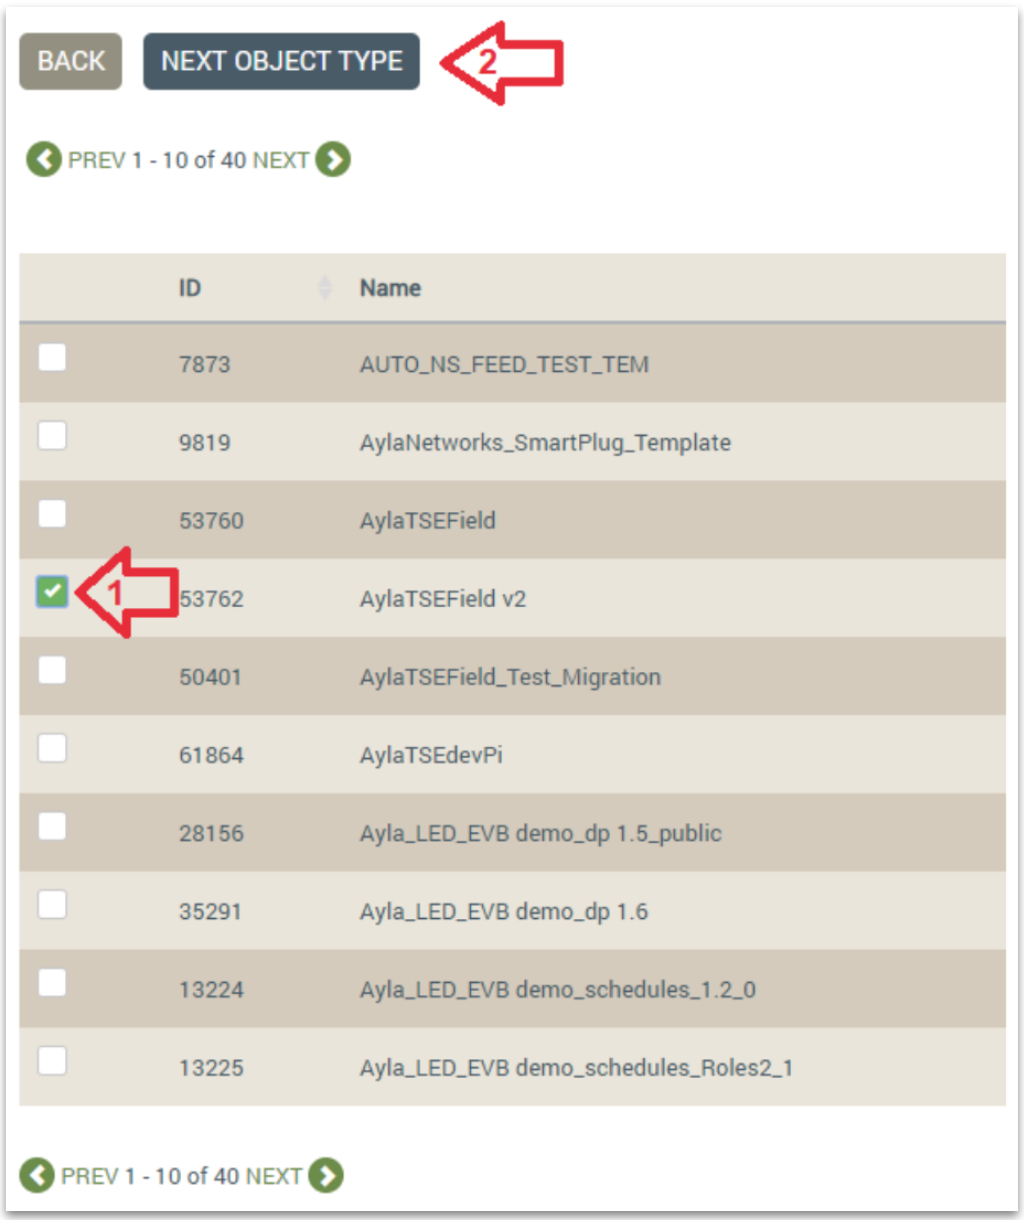 BACK NEXT OBJECT TYPE 2
PREV 1 - 10 of 40 NEXT
ID Name
7873 AUTO_NS_FEED_TEST_TEM
9819 AylaNetworks_SmartPlug_Template
53760 AylaTSEField
1 53762 AylaTSEField v2
50401 AylaTSEField_Test_Migration
61864 AylaTSEdevPi
28156 Ayla_LED_EVB demo_dp 1.5_public
35291 Ayla_LED_EVB demo_dp 1.6
13224 Ayla_LED_EVB demo_schedules_1.2_0
13225 Ayla_LED_EVB demo_schedules_Roles2_1
PREV 1 - 10 of 40 NEXT